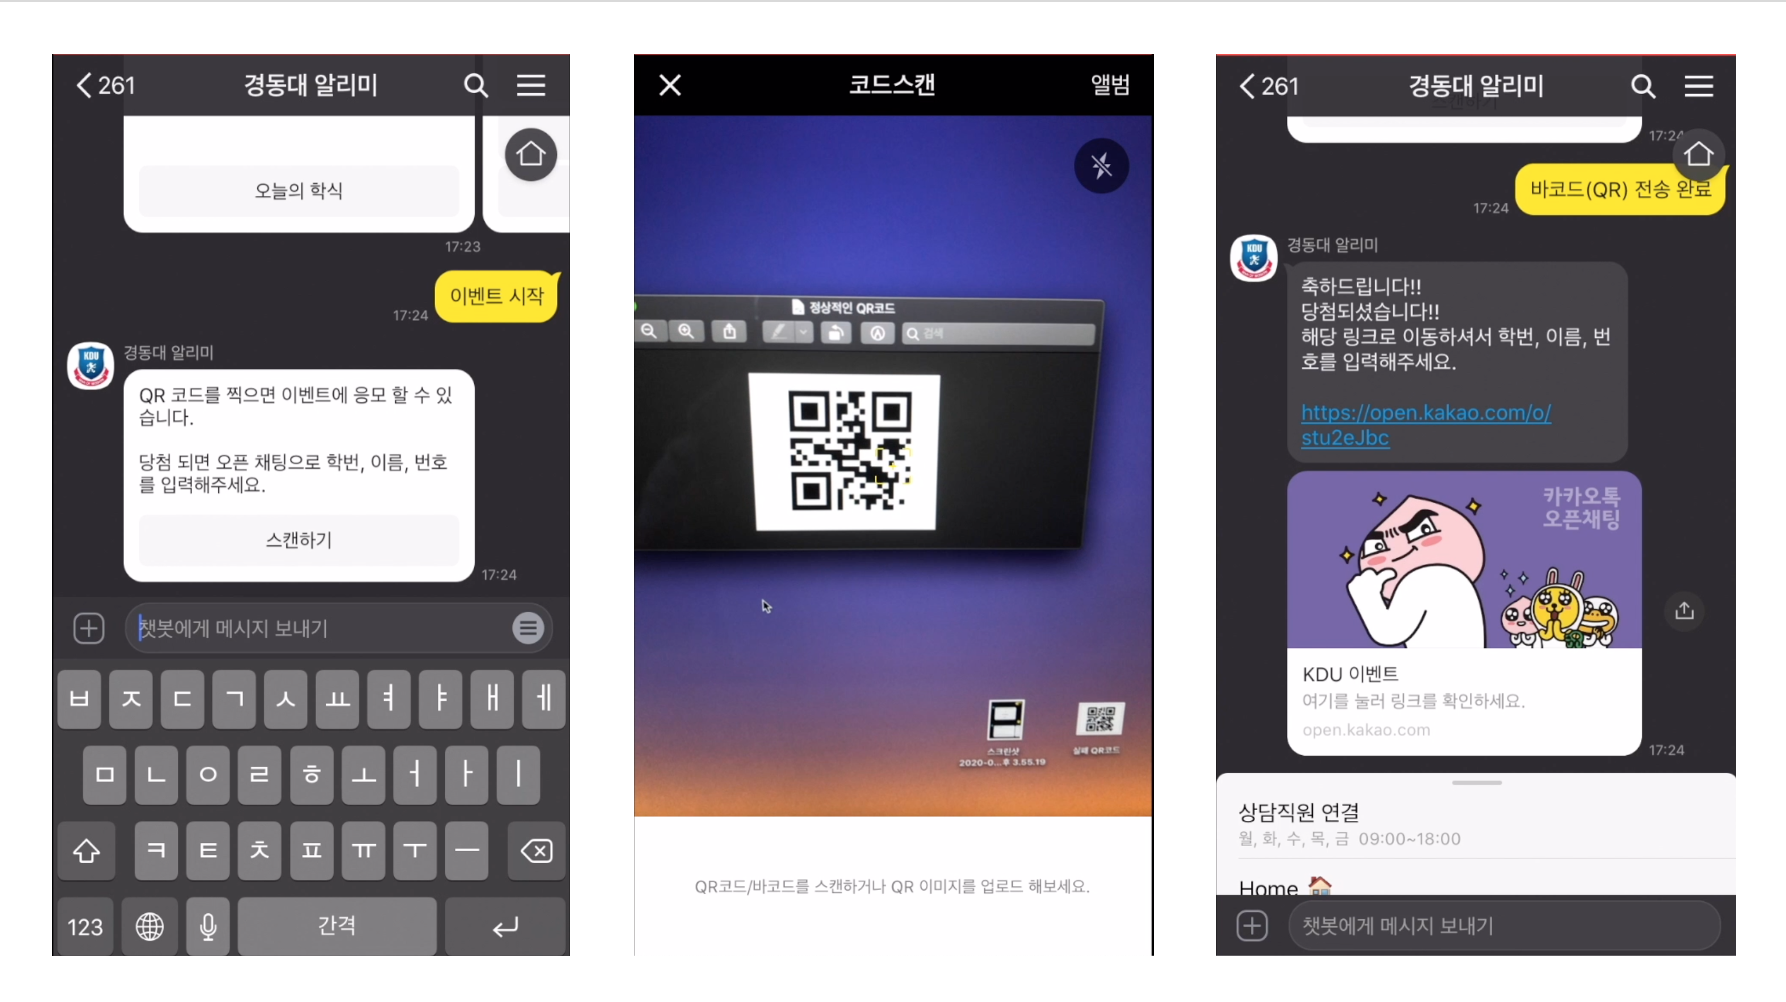 261
경동대 알리미
오늘의 학식
17:23
이벤트 시작
17:24
KDU
경동대 알리미
QR 코드를 찍으면 이벤트에 응모 할 수 있
습니다.
당첨 되면 오픈 채팅으로 학번, 이름, 번호
를 입력해주세요.
스캔하기
17:24
챗봇에게 메시지 보내기
ㅂ ㅈ ㄷ ㄱ ㅅ ㅛ ㅕ ㅑ ㅐ ㅔ
ㅁ ㄴ ㅇ ㄹ ㅎ ㅗ ㅓ ㅏ ㅣ
ㅋ ㅌ ㅊ ㅍ ㅠ ㅜ ㅡ
123
간격
코드스캔
앨범
정상적인 QR코드
검색
스크린샷
2020-0...후 3.55.19
실패 QR코드
QR코드/바코드를 스캔하거나 QR 이미지를 업로드 해보세요.
261
경동대 알리미
스캔하기
17:24
바코드(QR) 전송 완료
17:24
KDU
경동대 알리미
축하드립니다!!
당첨되셨습니다!!
해당 링크로 이동하셔서 학번, 이름, 번
호를 입력해주세요.
https://open.kakao.com/o/
stu2eJbc
카카오톡
오픈채팅
KDU 이벤트
여기를 눌러 링크를 확인하세요.
open.kakao.com
17:24
상담직원 연결
월, 화, 수, 목, 금 09:00~18:00
Home
챗봇에게 메시지 보내기